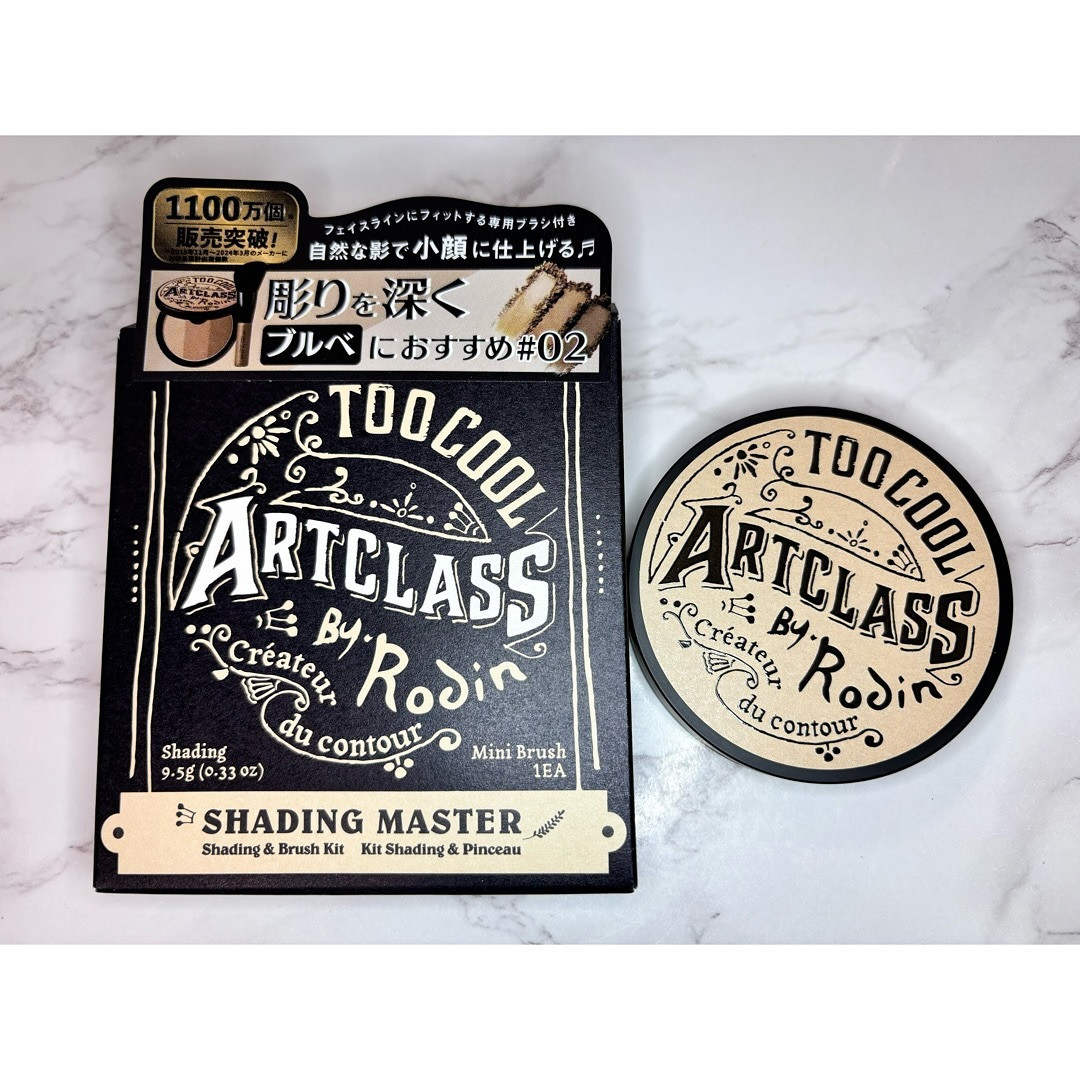 1100万個
販売突破!
フェイスラインにフィットする専用ブラシ付き
自然な影で小顔に仕上げる♬
彫りを深く
ブルベにおすすめ#02
TOO COOL
ARTCLASS
By. Rodin
Créateur
du contour
Shading
9.5g (0.33 oz)
Mini Brush
1EA
SHADING MASTER
Shading & Brush Kit Kit Shading & Pinceau
TOO COOL
ARTCLASS
By. Rodin
Créateur
du contour